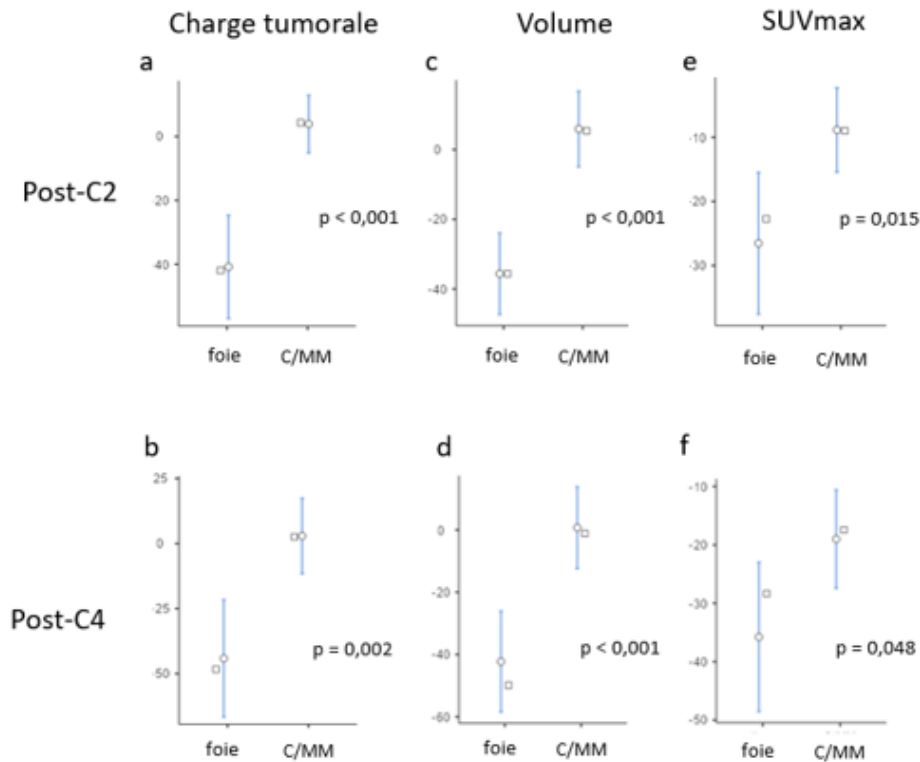 Charge tumorale Volume SUVmax
a c e
0
-20
-40
0
-20
-40
-10
-20
-30
Post-C2
p < 0,001 p < 0,001 p = 0,015
foie C/MM foie C/MM foie C/MM
b d f
25
0
-25
-50
0
-20
-40
-60
-10
-20
-30
-40
-50
Post-C4
p = 0,002 p < 0,001 p = 0,048
foie C/MM foie C/MM foie C/MM